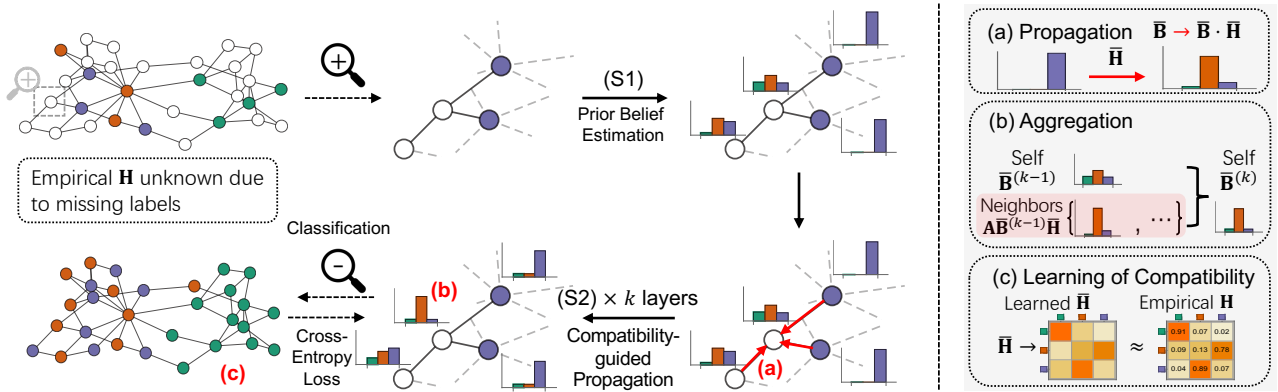 (S1)
Prior Belief
Estimation
Empirical H unknown due
to missing labels
Classification
Cross-
Entropy
Loss
(c)
(b)
(S2) × k layers
Compatibility-
guided
Propagation
(a)
(a) Propagation B̅ → B̅ · H̅
H̅
(b) Aggregation
Self
B̅^(k-1)
Neighbors
AB̅^(k-1)H̅ { , ⋯ }
Self
B̅^(k)
(c) Learning of Compatibility
Learned H̅ Empirical H
H̅ → ≈
0.91 0.07 0.02
0.09 0.13 0.78
0.04 0.89 0.07